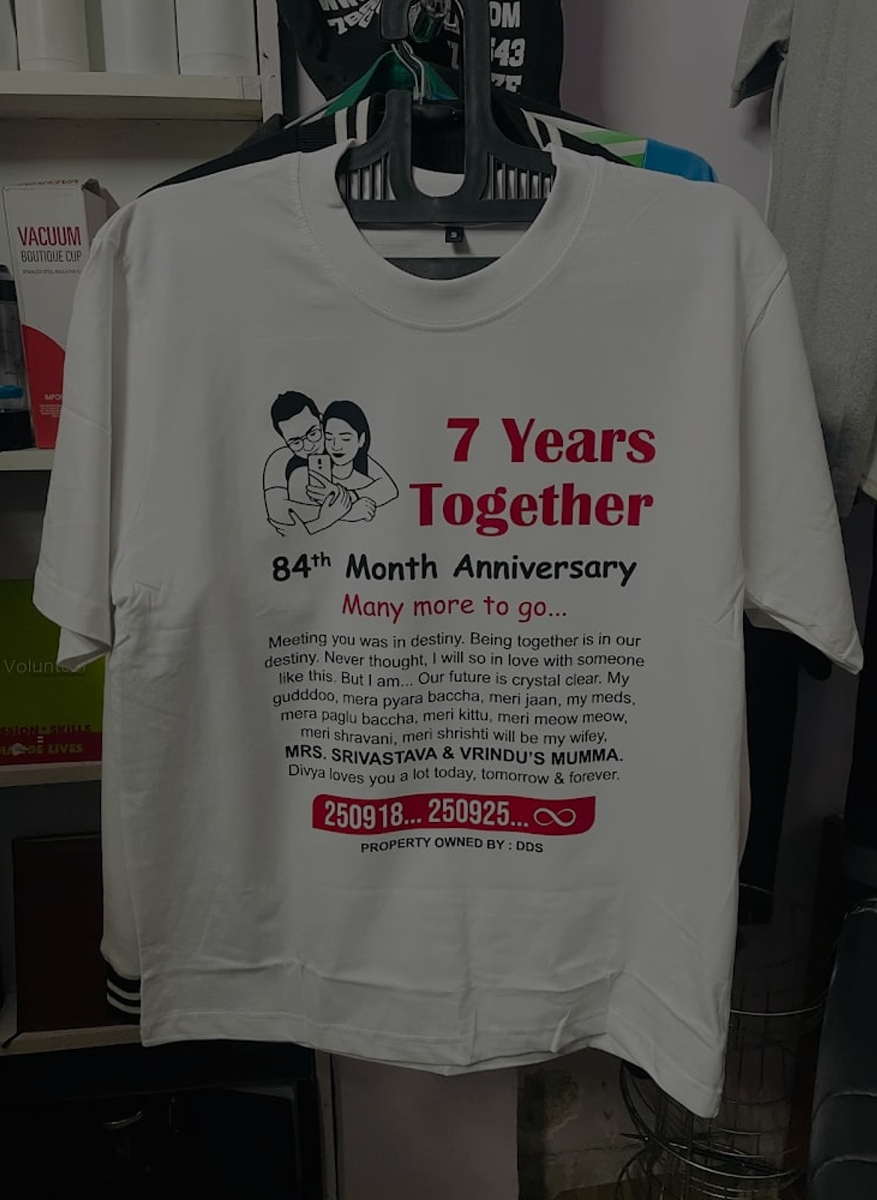 OM
543
VACUUM
BOUTIQUE CUP
S
7 Years
Together
84th Month Anniversary
Many more to go...
Meeting you was in destiny. Being together is in our
destiny. Never thought, I will so in love with someone
like this. But I am... Our future is crystal clear. My
gudddoo, mera pyara baccha, meri jaan, my meds,
mera paglu baccha, meri kittu, meri meow meow,
meri shravani, meri shrishti will be my wifey,
MRS. SRIVASTAVA & VRINDU'S MUMMA.
Divya loves you a lot today, tomorrow & forever.
250918... 250925... ∞
PROPERTY OWNED BY : DDS